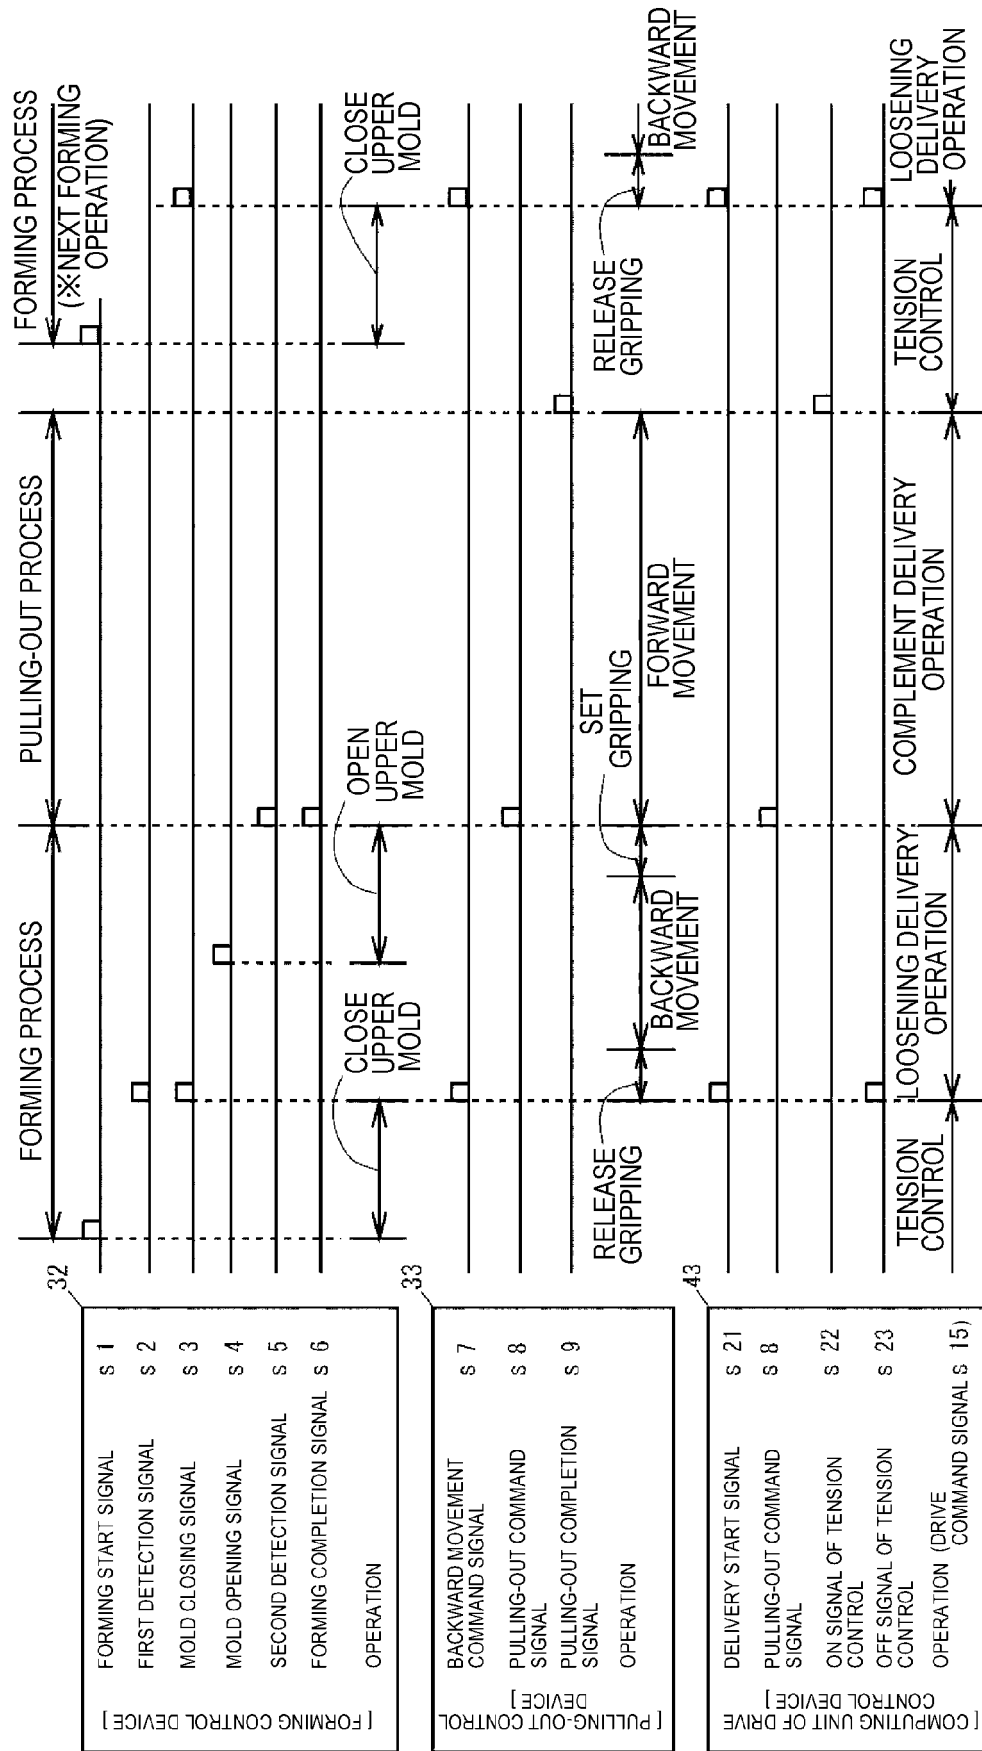 FORMING PROCESS
PULLING-OUT PROCESS
FORMING PROCESS
(※NEXT FORMING
OPERATION)
32
[ FORMING CONTROL DEVICE ]
FORMING START SIGNAL s 1
FIRST DETECTION SIGNAL s 2
MOLD CLOSING SIGNAL s 3
MOLD OPENING SIGNAL s 4
SECOND DETECTION SIGNAL s 5
FORMING COMPLETION SIGNAL s 6
OPERATION
CLOSE
UPPER
MOLD
OPEN
UPPER
MOLD
CLOSE
UPPER
MOLD
33
[ PULLING-OUT CONTROL
DEVICE ]
BACKWARD MOVEMENT
COMMAND SIGNAL s 7
PULLING-OUT COMMAND
SIGNAL s 8
PULLING-OUT COMPLETION
SIGNAL s 9
OPERATION
RELEASE
GRIPPING
BACKWARD
MOVEMENT
SET
GRIPPING
FORWARD
MOVEMENT
RELEASE
GRIPPING
BACKWARD
MOVEMENT
43
[ COMPUTING UNIT OF DRIVE
CONTROL DEVICE ]
DELIVERY START SIGNAL s 21
PULLING-OUT COMMAND
SIGNAL s 8
ON SIGNAL OF TENSION
CONTROL s 22
OFF SIGNAL OF TENSION
CONTROL s 23
OPERATION (DRIVE
COMMAND SIGNAL s 15)
TENSION
CONTROL
LOOSENING DELIVERY
OPERATION
COMPLEMENT DELIVERY
OPERATION
TENSION
CONTROL
LOOSENING
DELIVERY
OPERATION